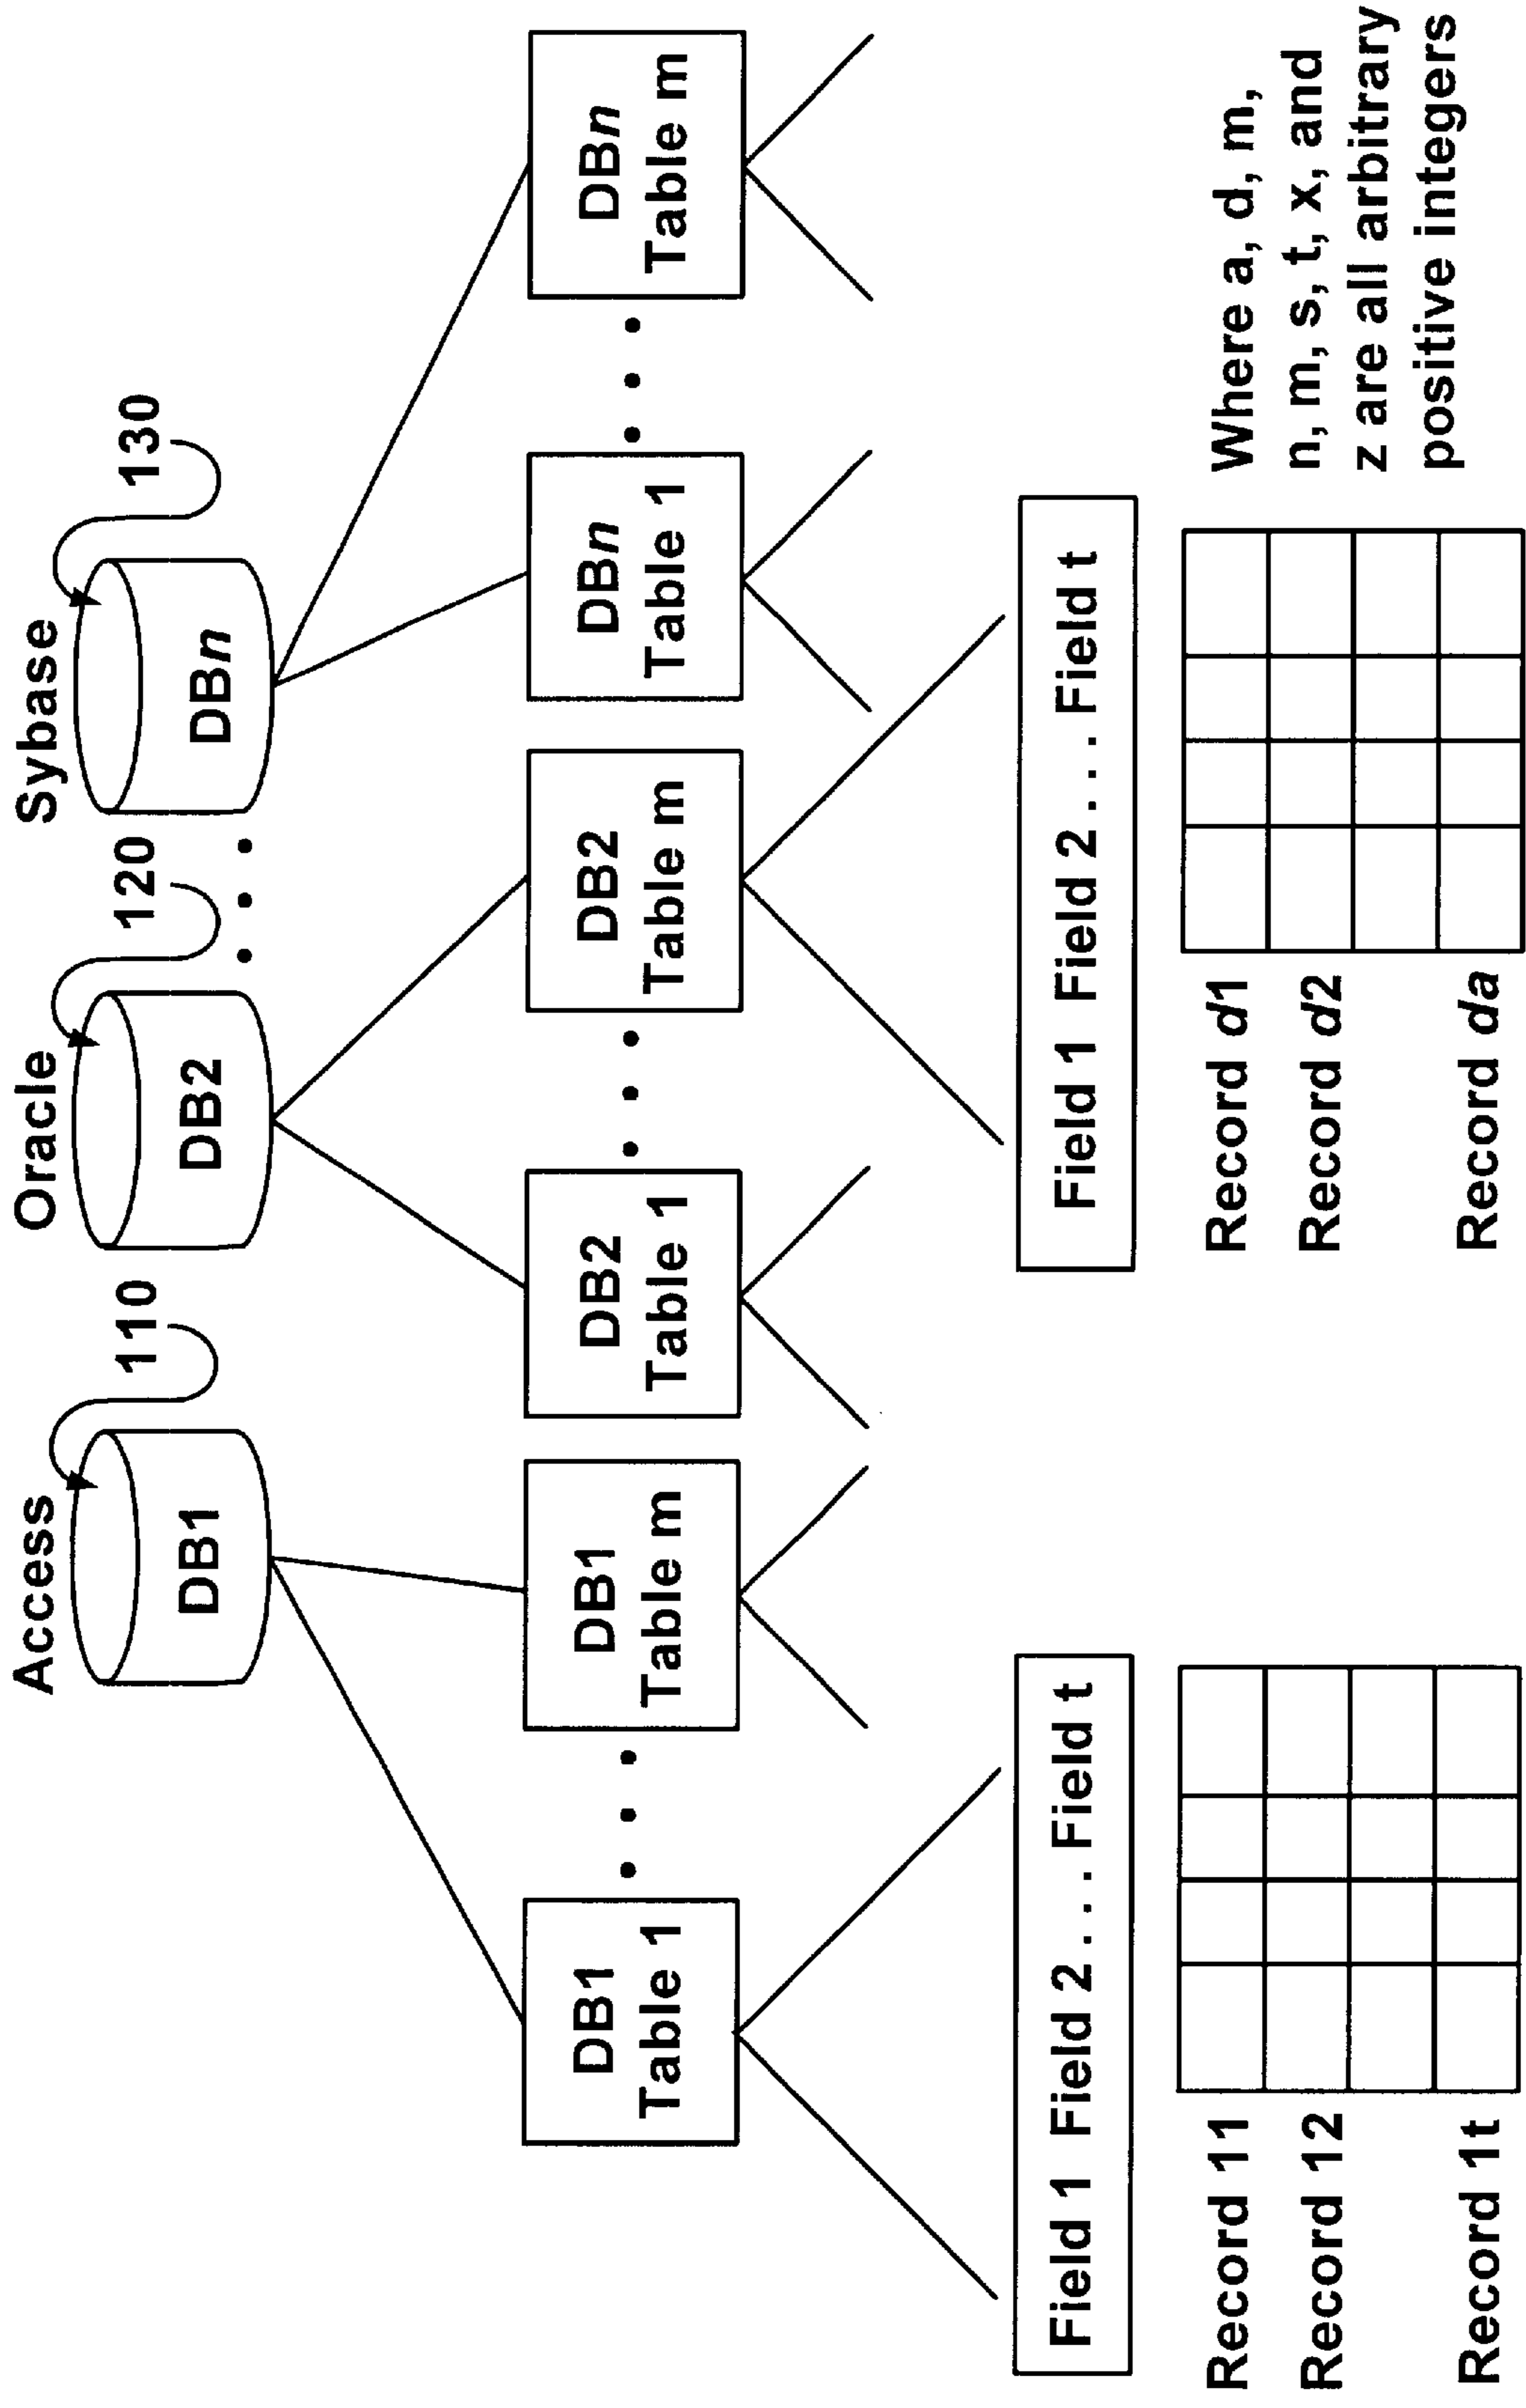 Access
Oracle
Sybase
110
120
130
DB1
DB2
. . .
DBn
DB1
Table 1
. . .
DB1
Table m
DB2
Table 1
. . .
DB2
Table m
DBn
Table 1
. . .
DBn
Table m
Field 1 Field 2 . . . Field t
Field 1 Field 2 . . . Field t
Record 11
Record 12
Record 1t
Record d1
Record d2
Record da
Where a, d, m,
n, m, s, t, x, and
z are all arbitrary
positive integers